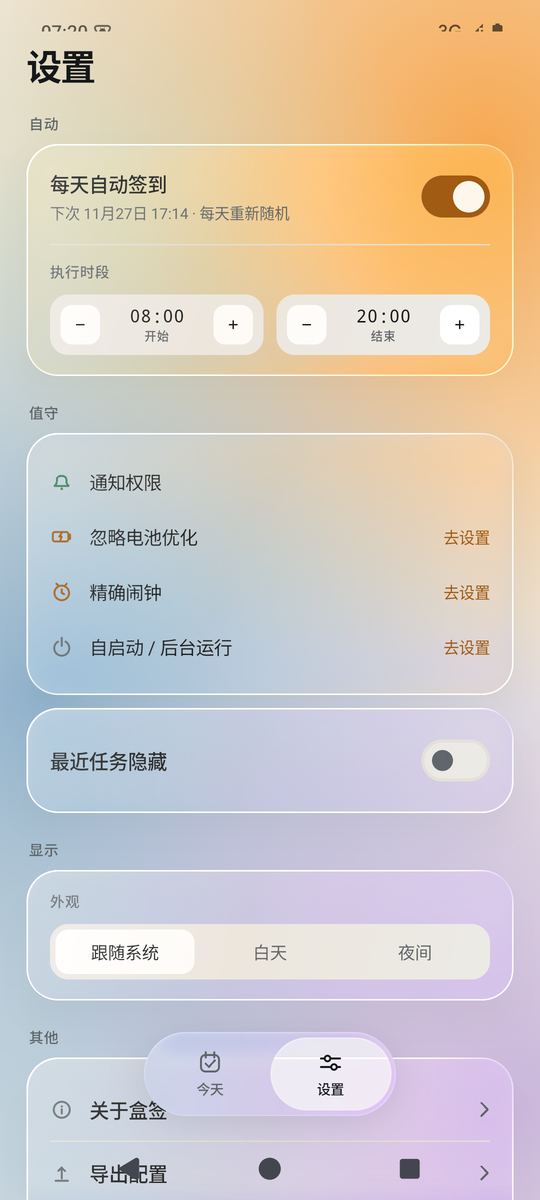 07:20
3G
设置
自动
每天自动签到
下次 11月27日 17:14 · 每天重新随机
执行时段
− 08:00 + − 20:00 +
开始 结束
值守
通知权限
忽略电池优化 去设置
精确闹钟 去设置
自启动 / 后台运行 去设置
最近任务隐藏
显示
外观
跟随系统 白天 夜间
其他
今天 设置
关于盒签
导出配置